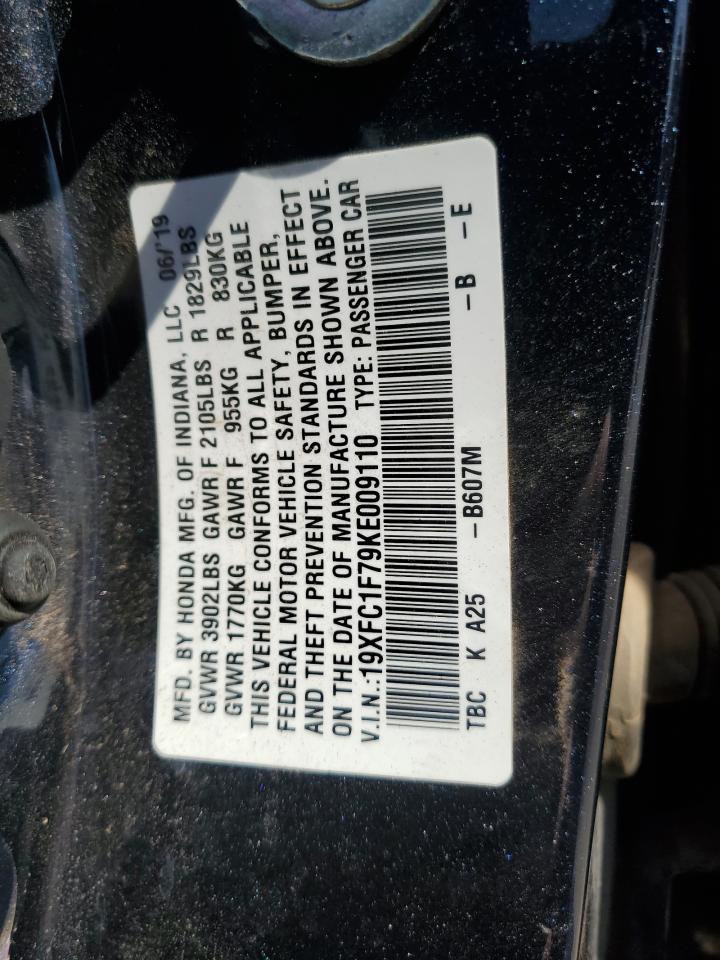 MFD. BY HONDA MFG. OF INDIANA, LLC 06/'19
GVWR 3902LBS GAWR F 2105LBS R 1829LBS
GVWR 1770KG GAWR F 955KG R 830KG
THIS VEHICLE CONFORMS TO ALL APPLICABLE
FEDERAL MOTOR VEHICLE SAFETY, BUMPER,
AND THEFT PREVENTION STANDARDS IN EFFECT
ON THE DATE OF MANUFACTURE SHOWN ABOVE.
V.I.N.:19XFC1F79KE009110 TYPE: PASSENGER CAR
TBC K A25 -B607M -B -E